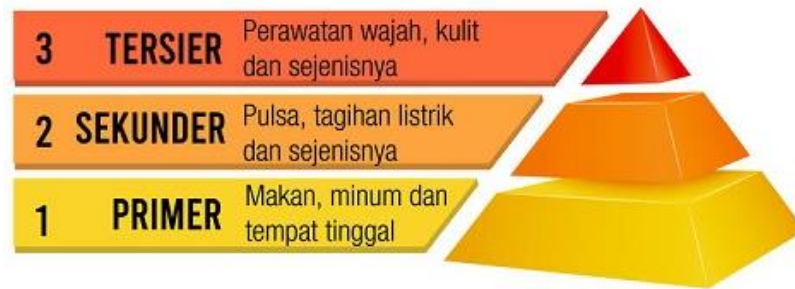 3 TERSIER Perawatan wajah, kulit
dan sejenisnya
2 SEKUNDER Pulsa, tagihan listrik
dan sejenisnya
1 PRIMER Makan, minum dan
tempat tinggal